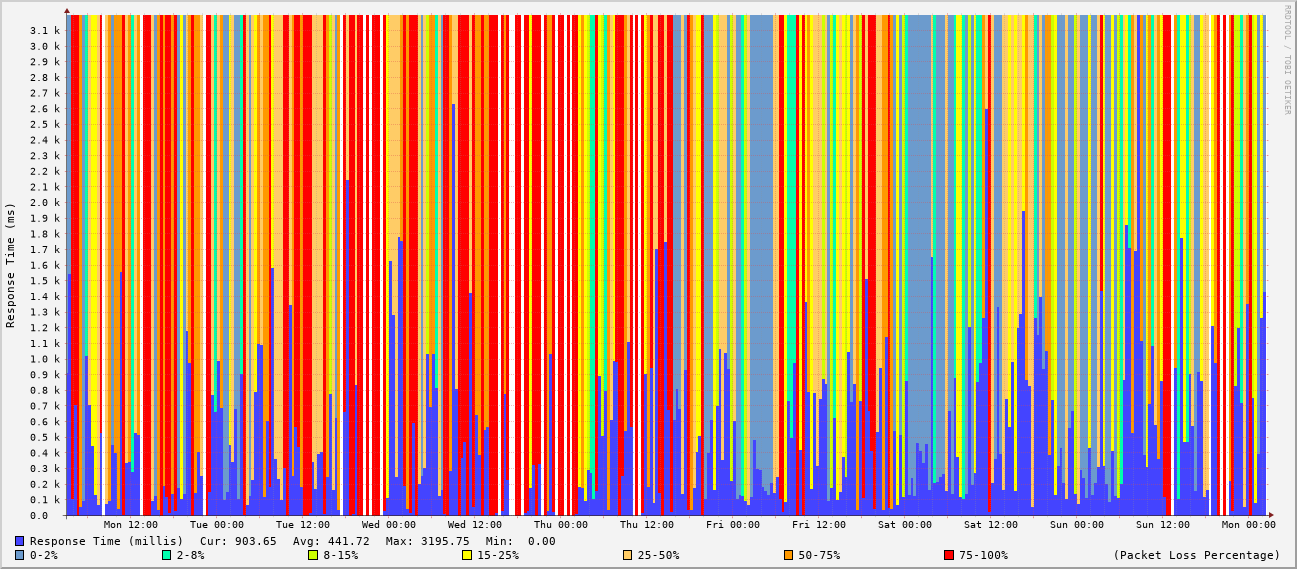 RRDTOOL / TOBI OETIKER
Response Time (ms)
3.1 k
3.0 k
2.9 k
2.8 k
2.7 k
2.6 k
2.5 k
2.4 k
2.3 k
2.2 k
2.1 k
2.0 k
1.9 k
1.8 k
1.7 k
1.6 k
1.5 k
1.4 k
1.3 k
1.2 k
1.1 k
1.0 k
0.9 k
0.8 k
0.7 k
0.6 k
0.5 k
0.4 k
0.3 k
0.2 k
0.1 k
0.0
Mon 12:00 Tue 00:00 Tue 12:00 Wed 00:00 Wed 12:00 Thu 00:00 Thu 12:00 Fri 00:00 Fri 12:00 Sat 00:00 Sat 12:00 Sun 00:00 Sun 12:00 Mon 00:00
Response Time (millis) Cur: 903.65 Avg: 441.72 Max: 3195.75 Min: 0.00
0-2% 2-8% 8-15% 15-25% 25-50% 50-75% 75-100% (Packet Loss Percentage)